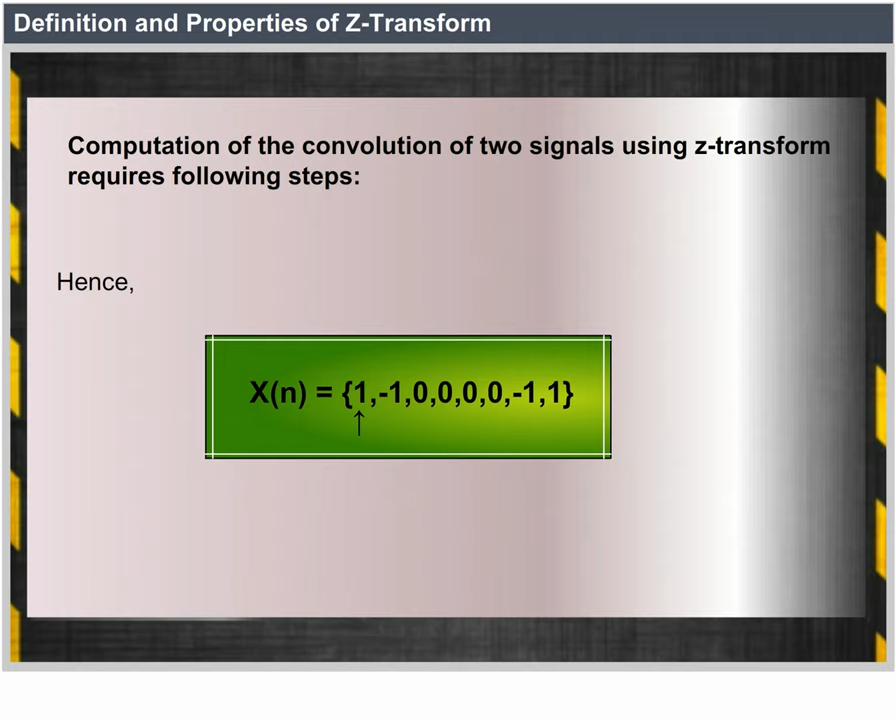 Definition and Properties of Z-Transform
Computation of the convolution of two signals using z-transform
requires following steps:
Hence,
X(n) = {1,-1,0,0,0,0,-1,1}
↑